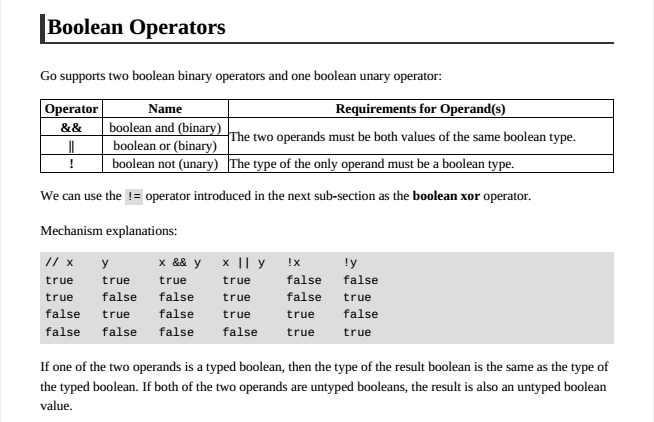 Boolean Operators
Go supports two boolean binary operators and one boolean unary operator:
Operator Name Requirements for Operand(s)
&& boolean and (binary) The two operands must be both values of the same boolean type.
|| boolean or (binary)
! boolean not (unary) The type of the only operand must be a boolean type.
We can use the != operator introduced in the next sub-section as the boolean xor operator.
Mechanism explanations:
// x y x && y x || y !x !y
true true true true false false
true false false true false true
false true false true true false
false false false false true true
If one of the two operands is a typed boolean, then the type of the result boolean is the same as the type of
the typed boolean. If both of the two operands are untyped booleans, the result is also an untyped boolean
value.